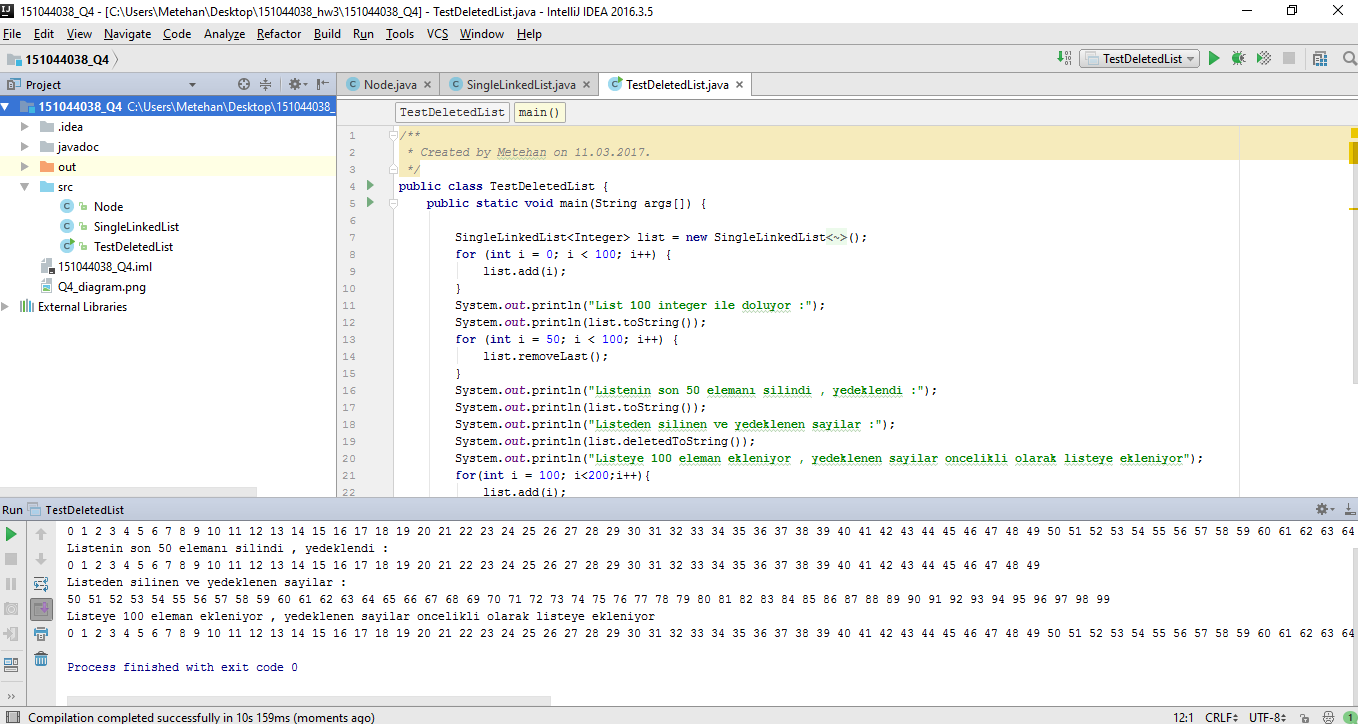 151044038_Q4 - [C:\Users\Metehan\Desktop\151044038_hw3\151044038_Q4] - TestDeletedList.java - IntelliJ IDEA 2016.3.5
File Edit View Navigate Code Analyze Refactor Build Run Tools VCS Window Help
151044038_Q4 TestDeletedList
Project Node.java SingleLinkedList.java TestDeletedList.java
151044038_Q4 C:\Users\Metehan\Desktop\151044038_
.idea
javadoc
out
src
Node
SingleLinkedList
TestDeletedList
151044038_Q4.iml
Q4_diagram.png
External Libraries
TestDeletedList main()
1 /**
2 * Created by Metehan on 11.03.2017.
3 */
4 public class TestDeletedList {
5 public static void main(String args[]) {
6
7 SingleLinkedList<Integer> list = new SingleLinkedList<~>();
8 for (int i = 0; i < 100; i++) {
9 list.add(i);
10 }
11 System.out.println("List 100 integer ile doluyor :");
12 System.out.println(list.toString());
13 for (int i = 50; i < 100; i++) {
14 list.removeLast();
15 }
16 System.out.println("Listenin son 50 elemanı silindi , yedeklendi :");
17 System.out.println(list.toString());
18 System.out.println("Listeden silinen ve yedeklenen sayilar :");
19 System.out.println(list.deletedToString());
20 System.out.println("Listeye 100 eleman ekleniyor , yedeklenen sayilar oncelikli olarak listeye ekleniyor");
21 for(int i = 100; i<200;i++){
22 list.add(i);
Run TestDeletedList
0 1 2 3 4 5 6 7 8 9 10 11 12 13 14 15 16 17 18 19 20 21 22 23 24 25 26 27 28 29 30 31 32 33 34 35 36 37 38 39 40 41 42 43 44 45 46 47 48 49 50 51 52 53 54 55 56 57 58 59 60 61 62 63 64
Listenin son 50 elemanı silindi , yedeklendi :
0 1 2 3 4 5 6 7 8 9 10 11 12 13 14 15 16 17 18 19 20 21 22 23 24 25 26 27 28 29 30 31 32 33 34 35 36 37 38 39 40 41 42 43 44 45 46 47 48 49
Listeden silinen ve yedeklenen sayilar :
50 51 52 53 54 55 56 57 58 59 60 61 62 63 64 65 66 67 68 69 70 71 72 73 74 75 76 77 78 79 80 81 82 83 84 85 86 87 88 89 90 91 92 93 94 95 96 97 98 99
Listeye 100 eleman ekleniyor , yedeklenen sayilar oncelikli olarak listeye ekleniyor
0 1 2 3 4 5 6 7 8 9 10 11 12 13 14 15 16 17 18 19 20 21 22 23 24 25 26 27 28 29 30 31 32 33 34 35 36 37 38 39 40 41 42 43 44 45 46 47 48 49 50 51 52 53 54 55 56 57 58 59 60 61 62 63 64
Process finished with exit code 0
Compilation completed successfully in 10s 159ms (moments ago) 12:1 CRLF UTF-8 1